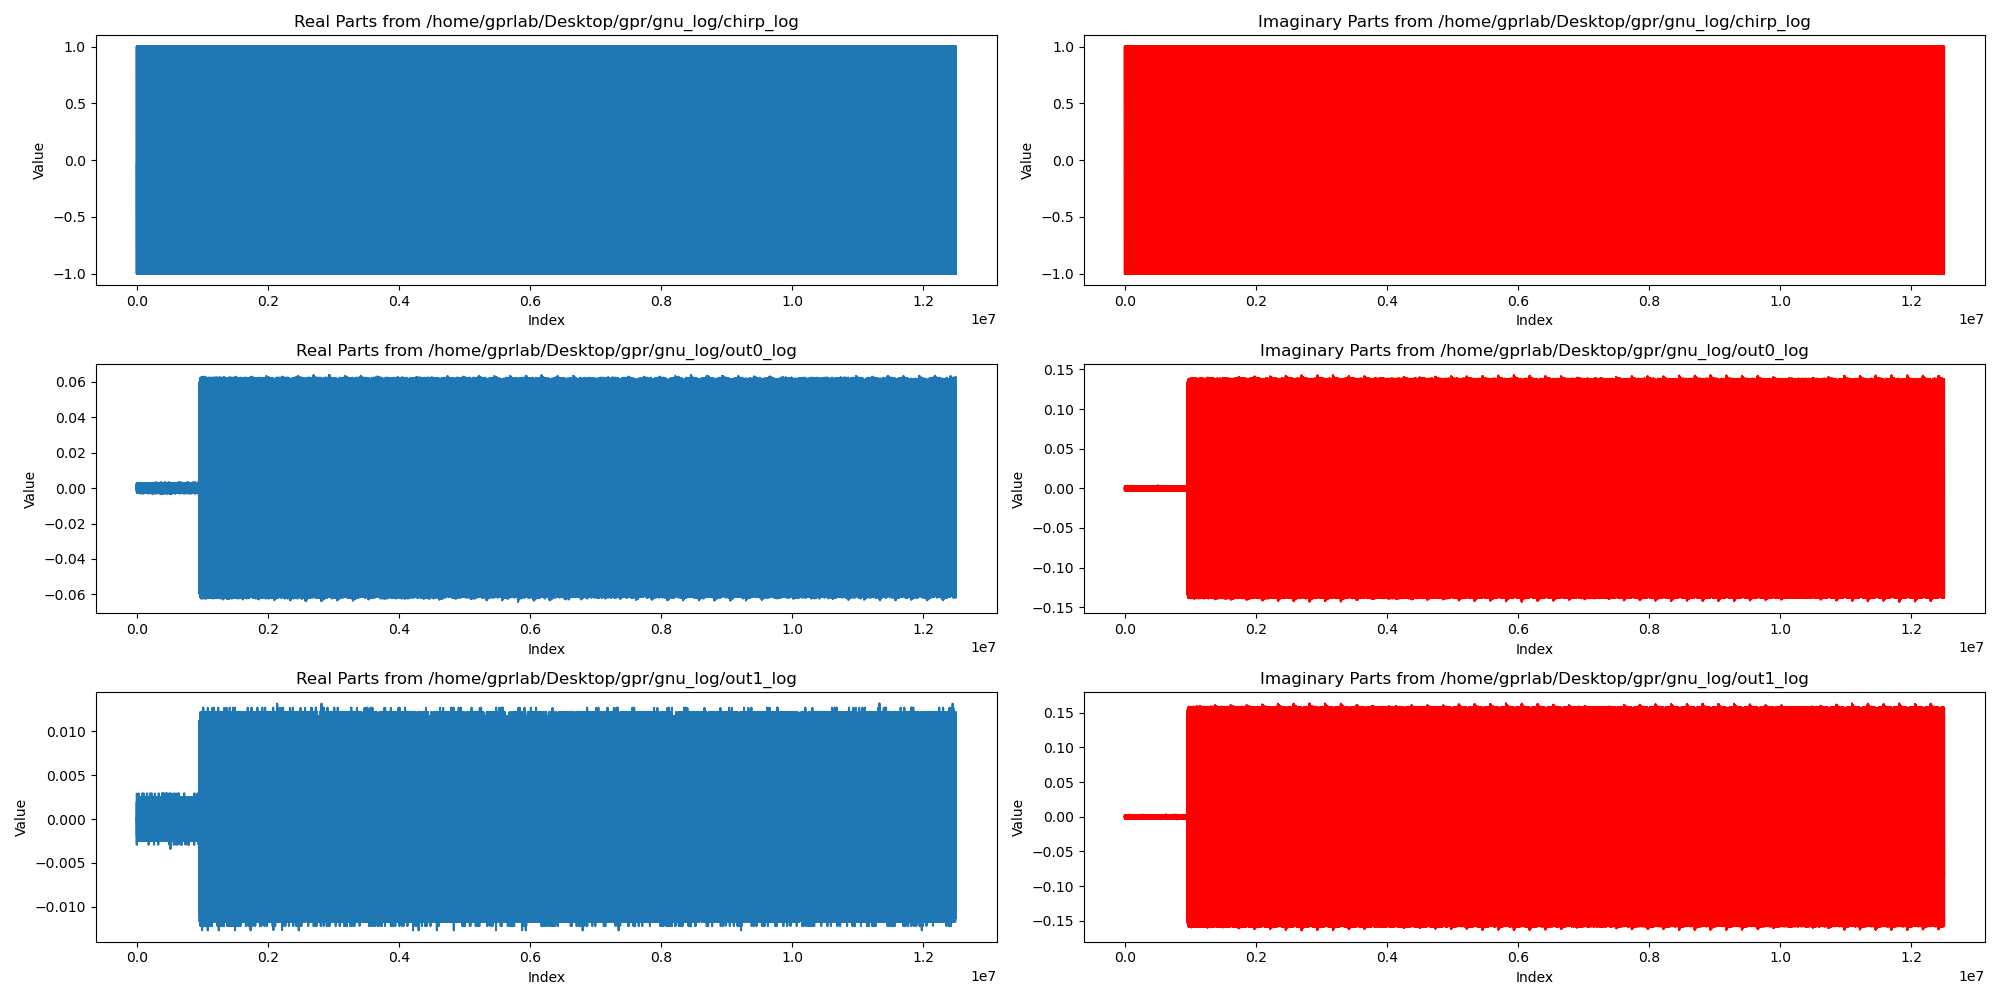 Real Parts from /home/gprlab/Desktop/gpr/gnu_log/chirp_log
1.0
0.5
0.0
−0.5
−1.0
Value
0.0 0.2 0.4 0.6 0.8 1.0 1.2
Index
1e7
Imaginary Parts from /home/gprlab/Desktop/gpr/gnu_log/chirp_log
1.0
0.5
0.0
−0.5
−1.0
Value
0.0 0.2 0.4 0.6 0.8 1.0 1.2
Index
1e7
Real Parts from /home/gprlab/Desktop/gpr/gnu_log/out0_log
0.06
0.04
0.02
0.00
−0.02
−0.04
−0.06
Value
0.0 0.2 0.4 0.6 0.8 1.0 1.2
Index
1e7
Imaginary Parts from /home/gprlab/Desktop/gpr/gnu_log/out0_log
0.15
0.10
0.05
0.00
−0.05
−0.10
−0.15
Value
0.0 0.2 0.4 0.6 0.8 1.0 1.2
Index
1e7
Real Parts from /home/gprlab/Desktop/gpr/gnu_log/out1_log
0.010
0.005
0.000
−0.005
−0.010
Value
0.0 0.2 0.4 0.6 0.8 1.0 1.2
Index
1e7
Imaginary Parts from /home/gprlab/Desktop/gpr/gnu_log/out1_log
0.15
0.10
0.05
0.00
−0.05
−0.10
−0.15
Value
0.0 0.2 0.4 0.6 0.8 1.0 1.2
Index
1e7